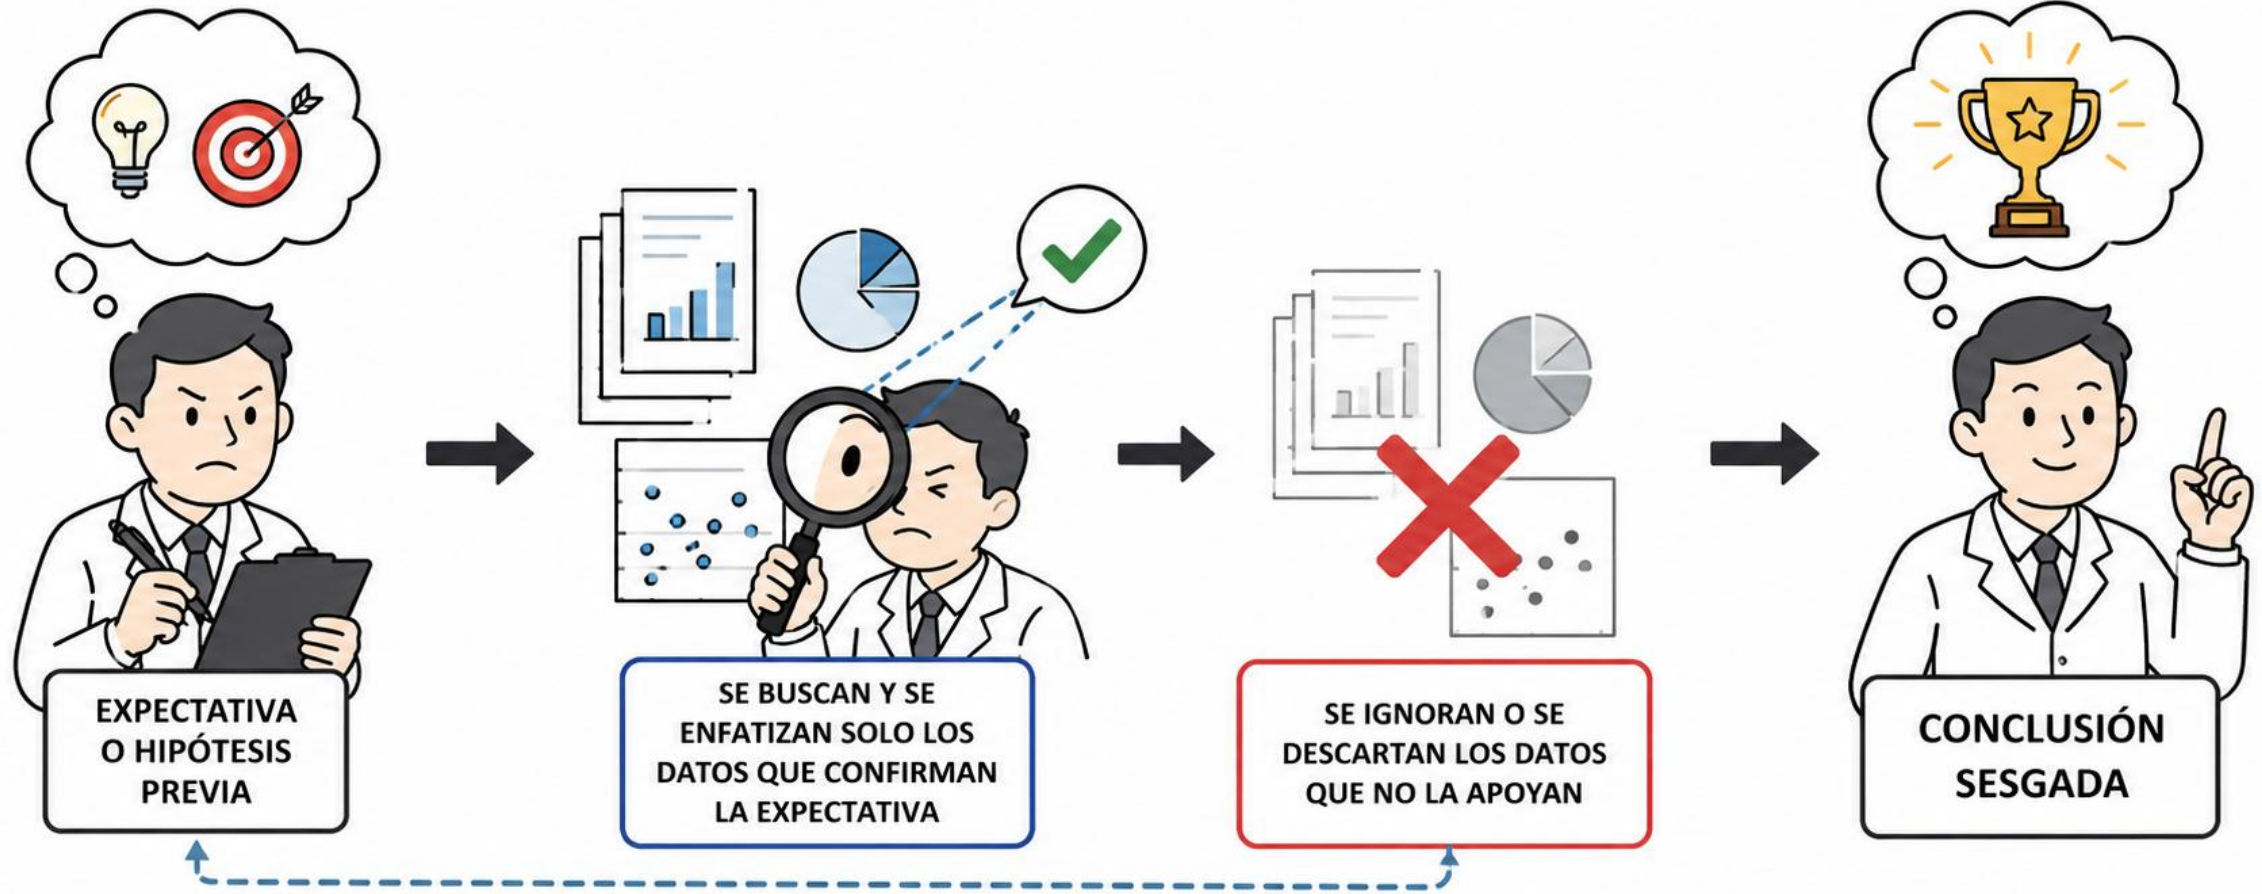 EXPECTATIVA
O HIPÓTESIS
PREVIA
SE BUSCAN Y SE
ENFATIZAN SOLO LOS
DATOS QUE CONFIRMAN
LA EXPECTATIVA
SE IGNORAN O SE
DESCARTAN LOS DATOS
QUE NO LA APOYAN
CONCLUSIÓN
SESGADA